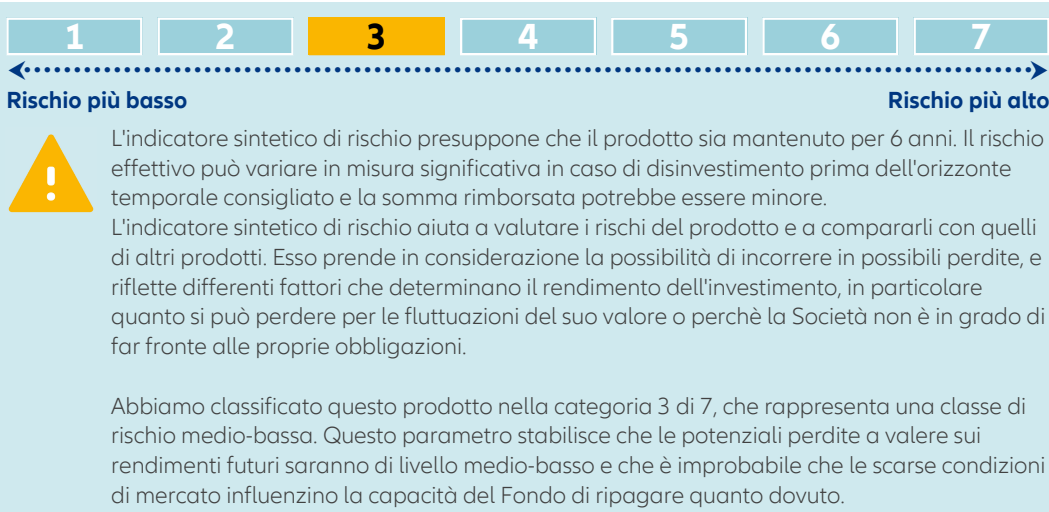 1 2 3 4 5 6 7
Rischio più basso Rischio più alto
L'indicatore sintetico di rischio presuppone che il prodotto sia mantenuto per 6 anni. Il rischio
effettivo può variare in misura significativa in caso di disinvestimento prima dell'orizzonte
temporale consigliato e la somma rimborsata potrebbe essere minore.
L'indicatore sintetico di rischio aiuta a valutare i rischi del prodotto e a compararli con quelli
di altri prodotti. Esso prende in considerazione la possibilità di incorrere in possibili perdite, e
riflette differenti fattori che determinano il rendimento dell'investimento, in particolare
quanto si può perdere per le fluttuazioni del suo valore o perchè la Società non è in grado di
far fronte alle proprie obbligazioni.
Abbiamo classificato questo prodotto nella categoria 3 di 7, che rappresenta una classe di
rischio medio-bassa. Questo parametro stabilisce che le potenziali perdite a valere sui
rendimenti futuri saranno di livello medio-basso e che è improbabile che le scarse condizioni
di mercato influenzino la capacità del Fondo di ripagare quanto dovuto.